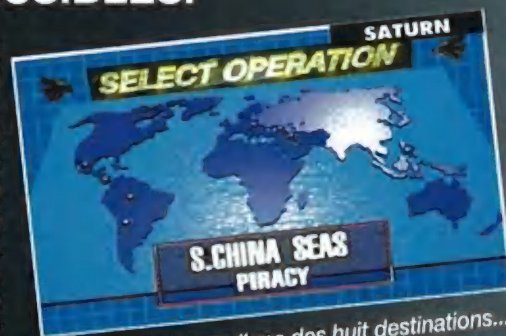 SATURN
SELECT OPERATION
S.CHINA SEAS
PIRACY
des huit destinations...